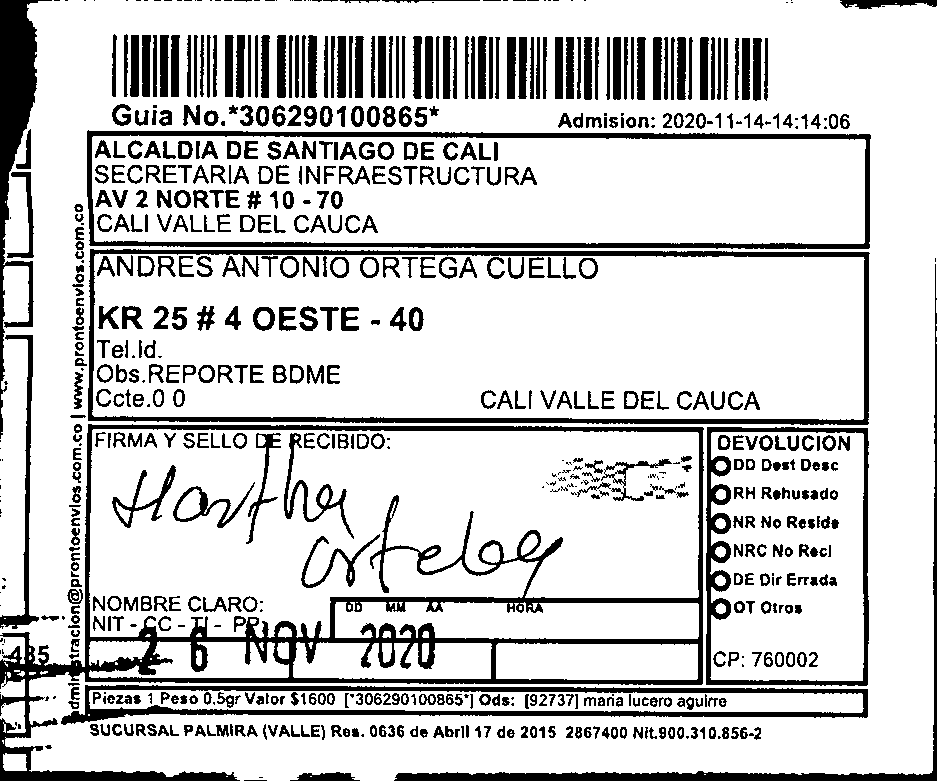 Guia No.*306290100865*
Admision: 2020-11-14-14:14:06
ALCALDIA DE SANTIAGO DE CALI
SECRETARIA DE INFRAESTRUCTURA
AV 2 NORTE # 10 - 70
CALI VALLE DEL CAUCA
ANDRES ANTONIO ORTEGA CUELLO
KR 25 # 4 OESTE - 40
Tel.Id.
Obs.REPORTE BDME
Ccte.0 0
CALI VALLE DEL CAUCA
administracion@prontoenvios.com.co | www.prontoenvios.com.co
FIRMA Y SELLO DE RECIBIDO:
Martha
NOMBRE CLARO:
NIT - CC - TI - PP
DD MM AA HORA
26 NOV 2020
DEVOLUCION
DD Dest Desc
RH Rehusado
NR No Reside
NRC No Recl
DE Dir Errada
OT Otros
CP: 760002
Piezas 1 Peso 0.5gr Valor $1600 [*306290100865*] Ods: [92737] maria lucero aguirre
SUCURSAL PALMIRA (VALLE) Res. 0636 de Abril 17 de 2015 2867400 Nit.900.310.856-2